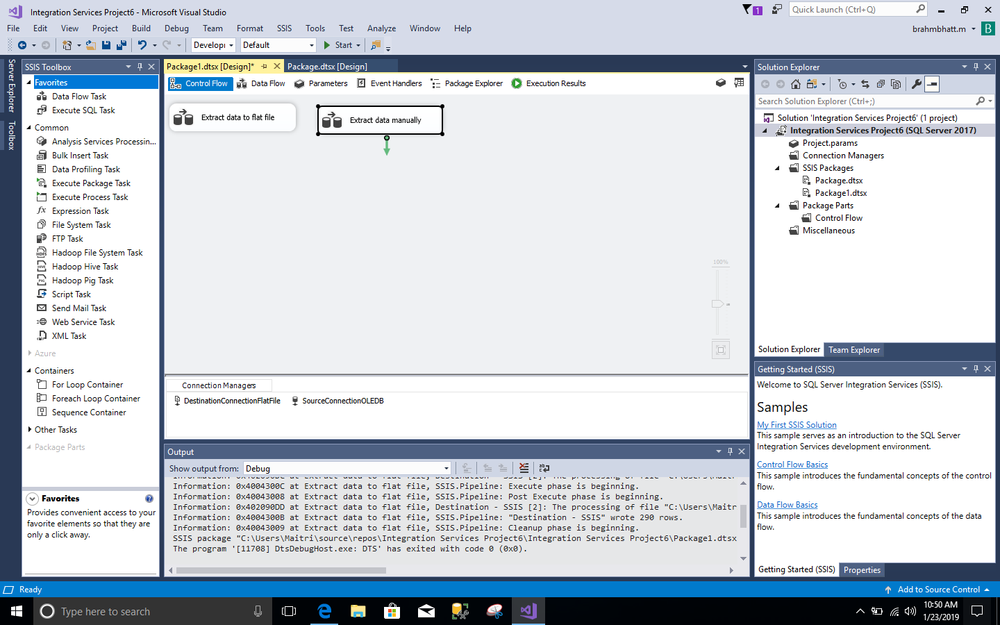 Integration Services Project6 - Microsoft Visual Studio
1
Quick Launch (Ctrl+Q)
File Edit View Project Build Debug Team Format SSIS Tools Test Analyze Window Help
brahmbhatt.m
B
Default
Start
Server Explorer
Toolbox
SSIS Toolbox
Favorites
Data Flow Task
Execute SQL Task
Common
Analysis Services Processin...
Bulk Insert Task
Data Profiling Task
Execute Package Task
Execute Process Task
Expression Task
File System Task
FTP Task
Hadoop File System Task
Hadoop Hive Task
Hadoop Pig Task
Script Task
Send Mail Task
Web Service Task
XML Task
Azure
Containers
For Loop Container
Foreach Loop Container
Sequence Container
Other Tasks
Package Parts
Favorites
Provides convenient access to your
favorite elements so that they are
only a click away.
Package1.dtsx [Design]*
Package.dtsx [Design]
Control Flow
Data Flow
Parameters
Event Handlers
Package Explorer
Execution Results
Extract data to flat file
Extract data manually
100%
Connection Managers
DestinationConnectionFlatFile
SourceConnectionOLEDB
Output
Show output from: Debug
Information: 0x4004300C at Extract data to flat file, SSIS.Pipeline: Execute phase is beginning.
Information: 0x40043008 at Extract data to flat file, SSIS.Pipeline: Post Execute phase is beginning.
Information: 0x402090DD at Extract data to flat file, Destination - SSIS [2]: The processing of file "C:\Users\Maitr
Information: 0x4004300B at Extract data to flat file, SSIS.Pipeline: "Destination - SSIS" wrote 290 rows.
Information: 0x40043009 at Extract data to flat file, SSIS.Pipeline: Cleanup phase is beginning.
SSIS package "C:\Users\Maitri\source\repos\Integration Services Project6\Integration Services Project6\Package1.dtsx
The program '[11708] DtsDebugHost.exe: DTS' has exited with code 0 (0x0).
Solution Explorer
Search Solution Explorer (Ctrl+;)
Solution 'Integration Services Project6' (1 project)
Integration Services Project6 (SQL Server 2017)
Project.params
Connection Managers
SSIS Packages
Package.dtsx
Package1.dtsx
Package Parts
Control Flow
Miscellaneous
Solution Explorer
Team Explorer
Getting Started (SSIS)
Welcome to SQL Server Integration Services (SSIS).
Samples
My First SSIS Solution
This sample serves as an introduction to the SQL Server
Integration Services development environment.
Control Flow Basics
This sample introduces the fundamental concepts of the control
flow.
Data Flow Basics
This sample introduces the fundamental concepts of the data
flow.
Getting Started (SSIS)
Properties
Ready
Add to Source Control
Type here to search
10:50 AM
1/23/2019